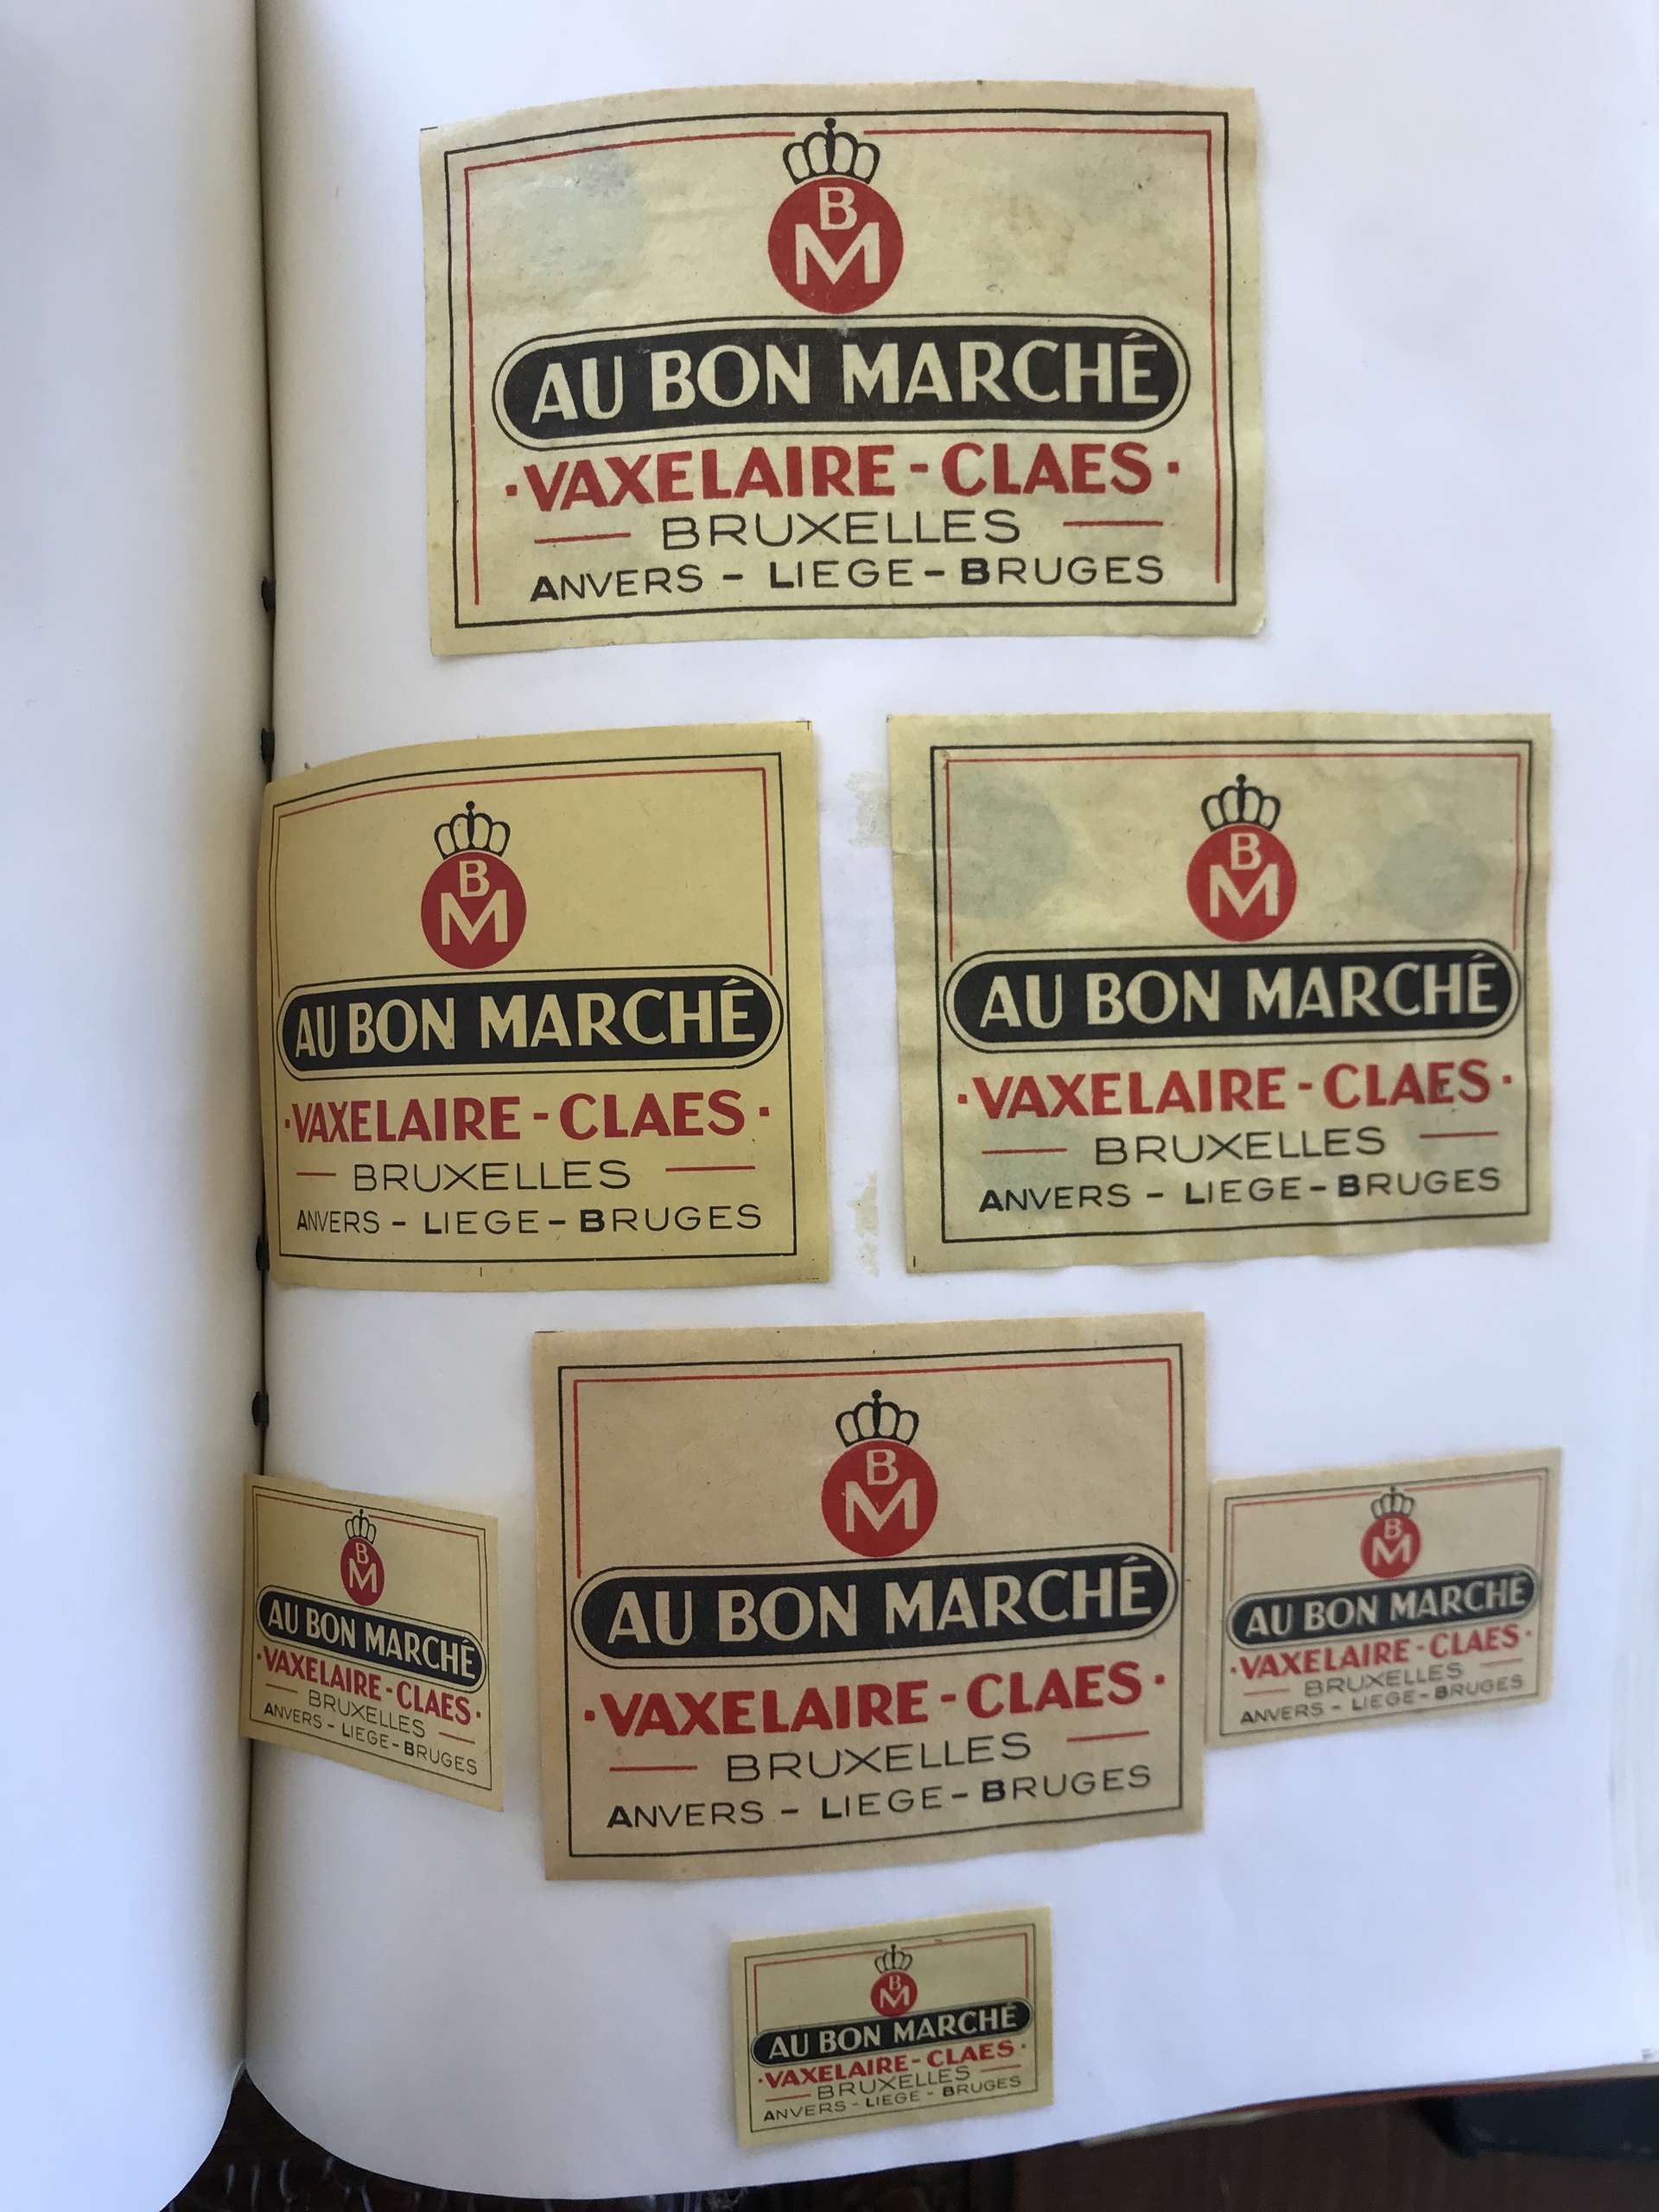 B
M
AU BON MARCHÉ
·VAXELAIRE-CLAES·
BRUXELLES
ANVERS - LIEGE - BRUGES
B
M
AU BON MARCHÉ
·VAXELAIRE-CLAES·
BRUXELLES
ANVERS - LIEGE - BRUGES
B
M
AU BON MARCHÉ
·VAXELAIRE-CLAES·
BRUXELLES
ANVERS - LIEGE - BRUGES
B
M
AU BON MARCHÉ
·VAXELAIRE-CLAES·
BRUXELLES
ANVERS - LIEGE - BRUGES
B
M
AU BON MARCHÉ
·VAXELAIRE-CLAES·
BRUXELLES
ANVERS - LIEGE - BRUGES
B
M
AU BON MARCHÉ
·VAXELAIRE-CLAES·
BRUXELLES
ANVERS - LIEGE - BRUGES
B
M
AU BON MARCHÉ
·VAXELAIRE-CLAES·
BRUXELLES
ANVERS - LIEGE - BRUGES